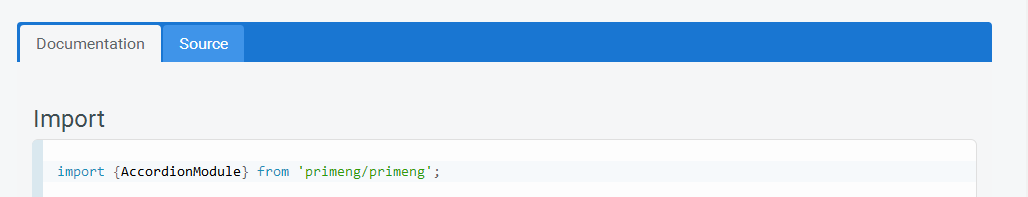 Documentation
Source
Import
import {AccordionModule} from 'primeng/primeng';